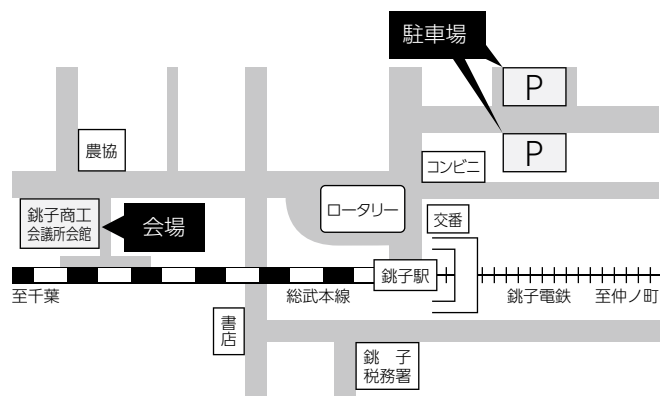 駐車場
P
P
農協
コンビニ
銚子商工
会議所会館
会場
ロータリー
交番
銚子駅
至千葉
総武本線
銚子電鉄
至仲ノ町
書店
銚子
税務署